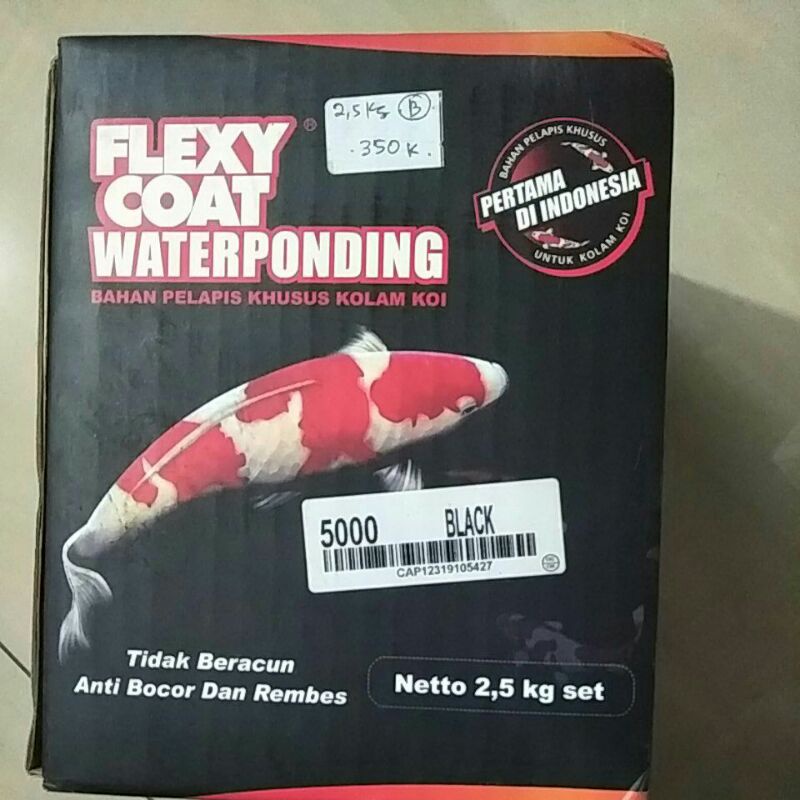 2,5 Kg B
350 K.
FLEXY ®
COAT
WATERPONDING
BAHAN PELAPIS KHUSUS KOLAM KOI
BAHAN PELAPIS KHUSUS
PERTAMA
DI INDONESIA
UNTUK KOLAM KOI
5000 BLACK
CAP12319105427
Tidak Beracun
Anti Bocor Dan Rembes
Netto 2,5 kg set